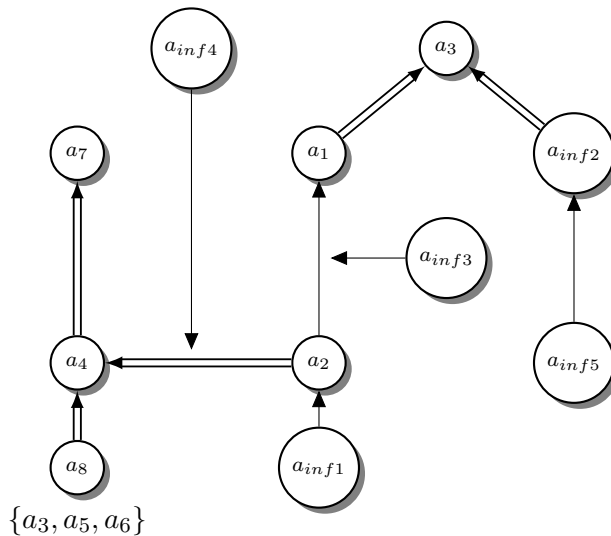 a_{inf4}
a_3
a_7
a_1
a_{inf2}
a_{inf3}
a_4
a_2
a_{inf5}
a_8
a_{inf1}
{a_3, a_5, a_6}